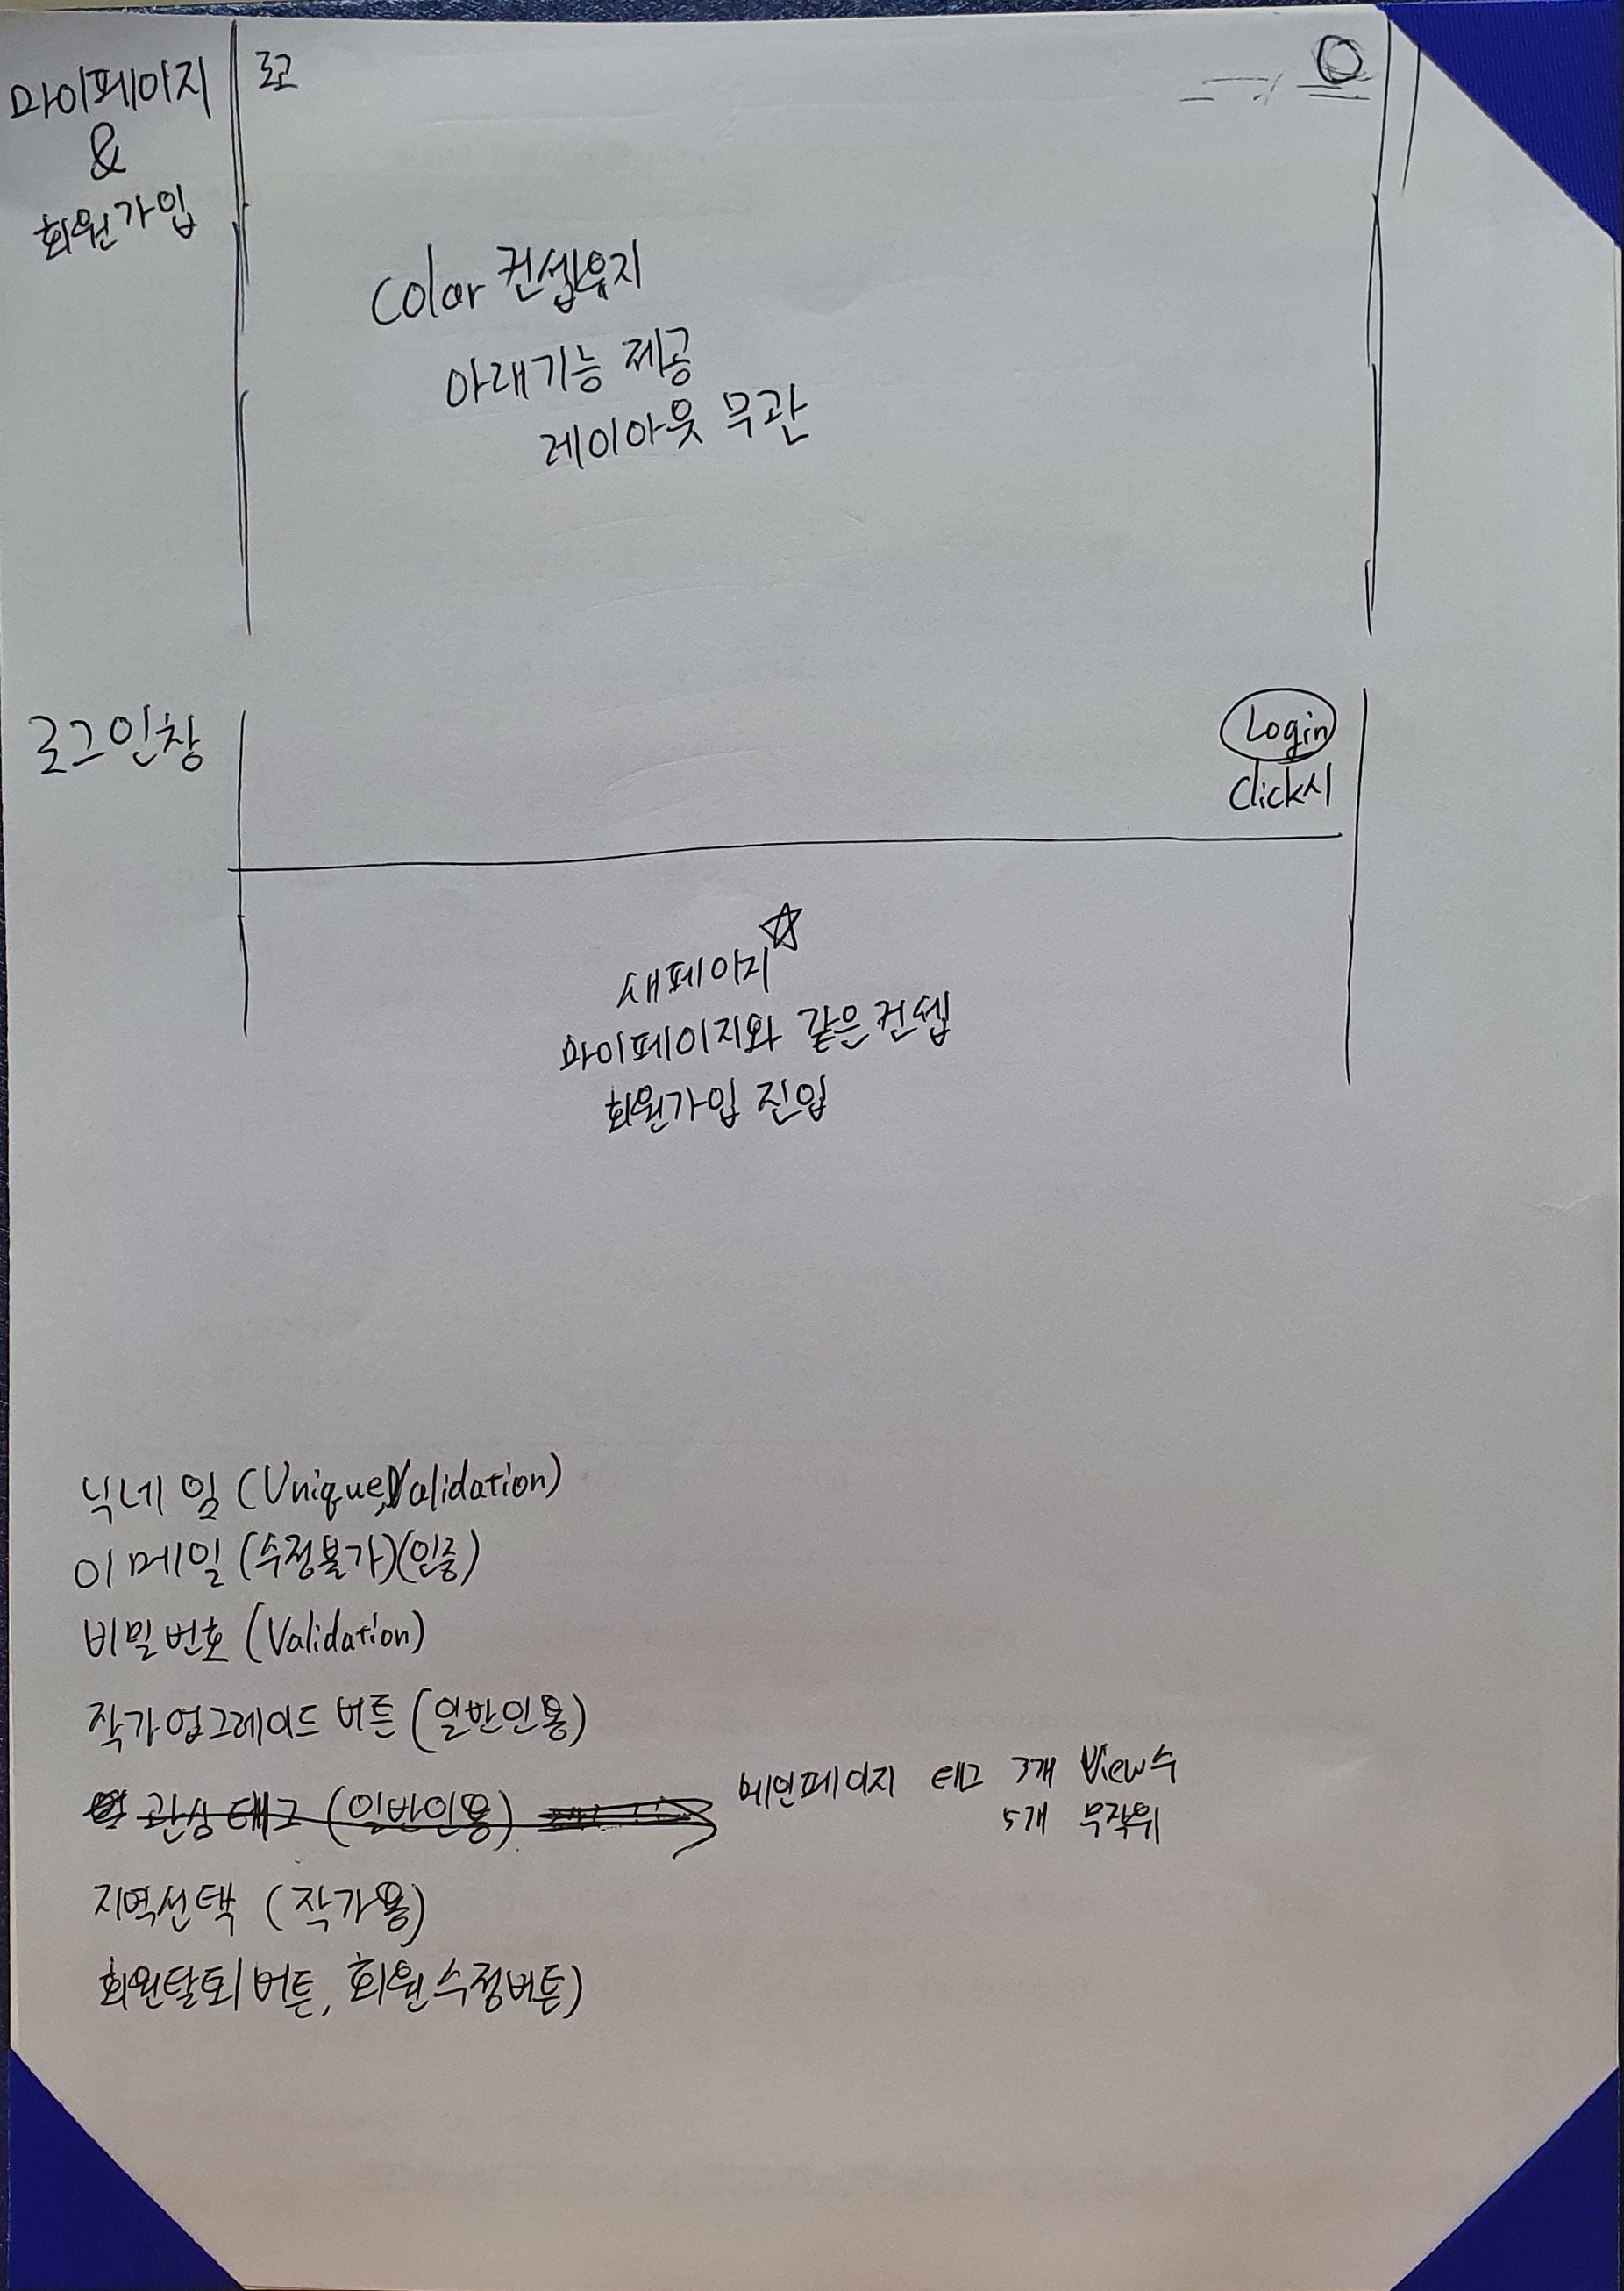 마이페이지
&
회원가입
로고
Color 컨셉유지
아래기능 제공
레이아웃 무관
로그인창
Login
Click시
새페이지
마이페이지와 같은컨셉
회원가입 진입
닉네임 (Unique, Validation)
이메일 (수정불가)(인증)
비밀번호 (Validation)
작가업그레이드 버튼 (일반인용)
관심태그 (일반인용)
메인페이지 태그 3개 View수
5개 무작위
지역선택 (작가용)
회원탈퇴버튼, 회원수정버튼)